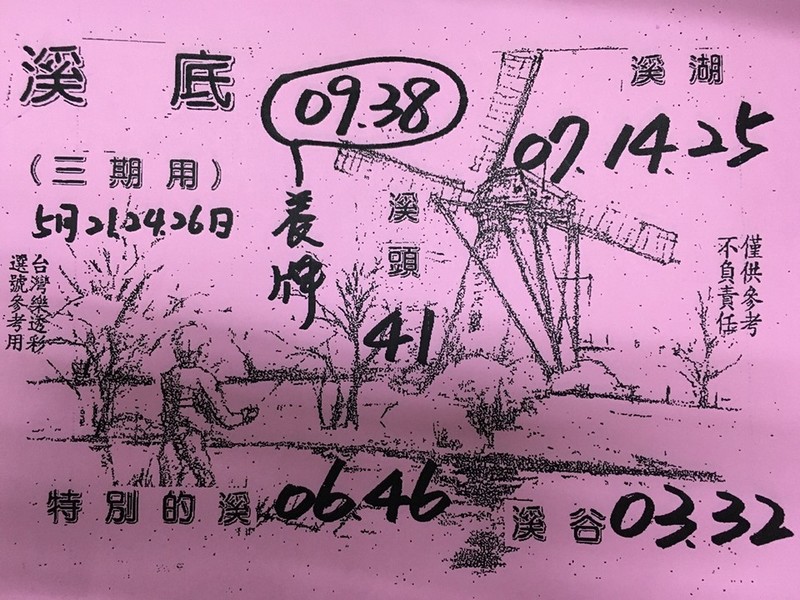 溪底
09.38
溪湖
07.14.25
(三期用)
5月21.24.26日
養牌
溪頭
41
僅供參考
不負責任
台灣樂透彩
選號參考用
特別的溪 06.46
溪谷 03.32